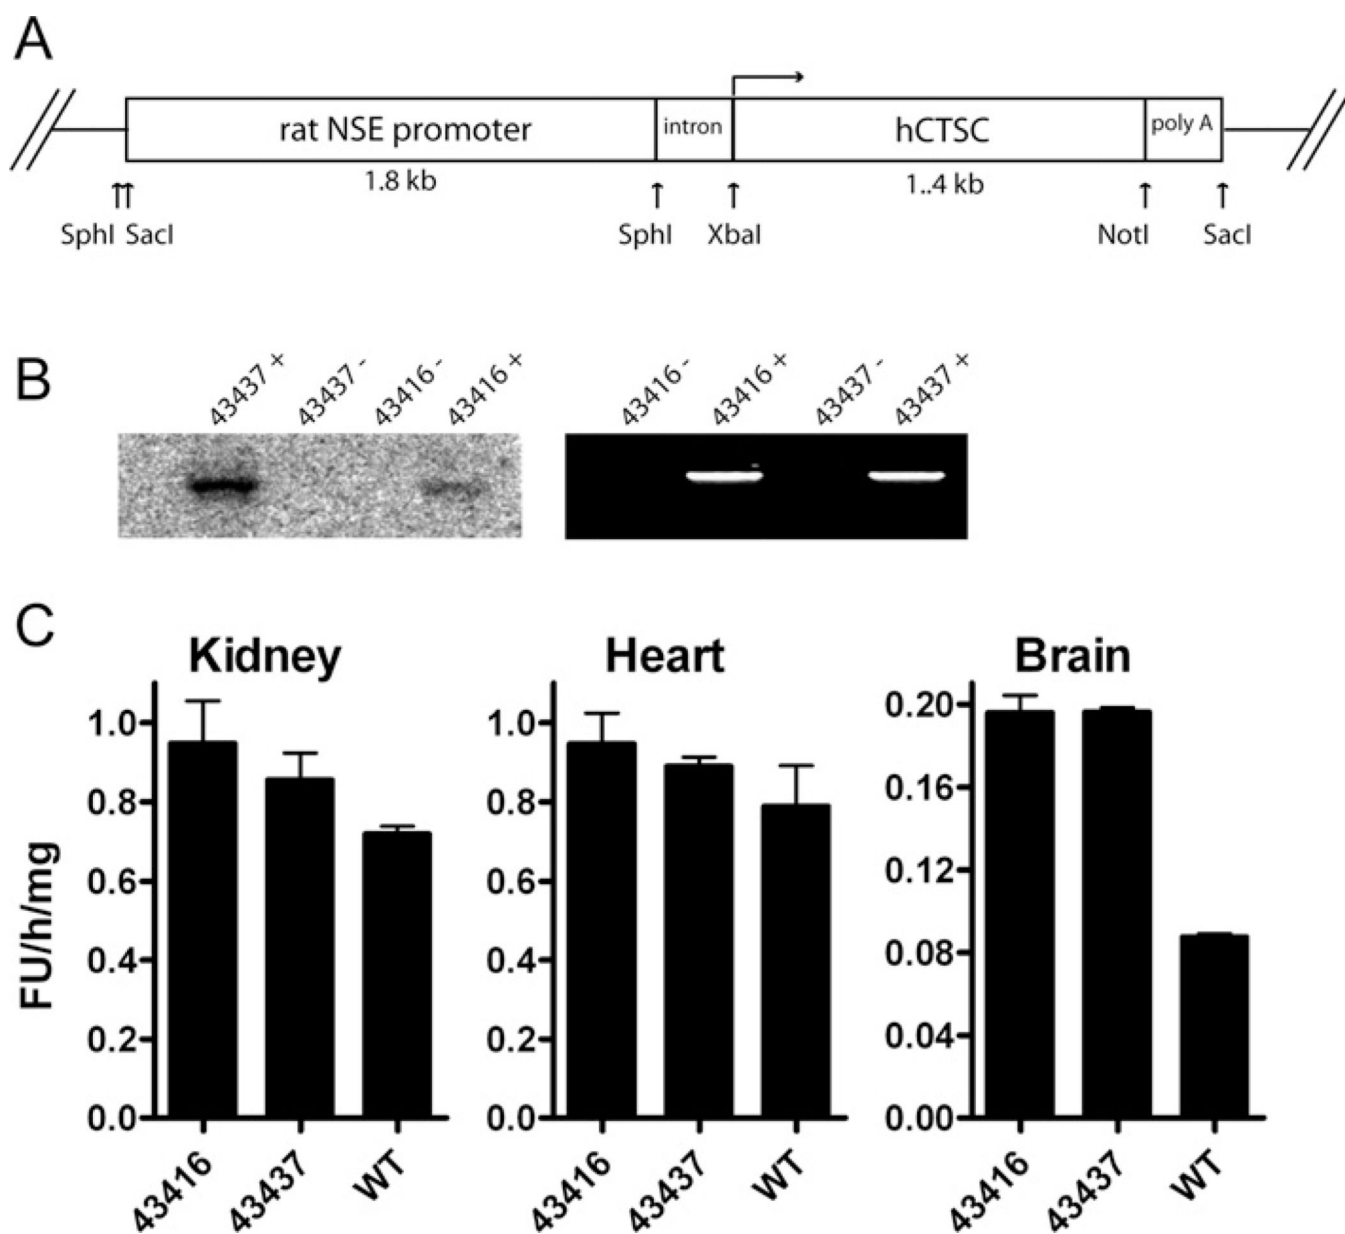 A
rat NSE promoter intron hCTSC poly A
1.8 kb 1..4 kb
SphI SacI SphI XbaI NotI SacI
B
43437 + 43437 - 43416 - 43416 + 43416 - 43416 + 43437 - 43437 +
C
Kidney Heart Brain
FU/h/mg
1.0
0.8
0.6
0.4
0.2
0.0
43416 43437 WT
1.0
0.8
0.6
0.4
0.2
0.0
43416 43437 WT
0.20
0.16
0.12
0.08
0.04
0.00
43416 43437 WT